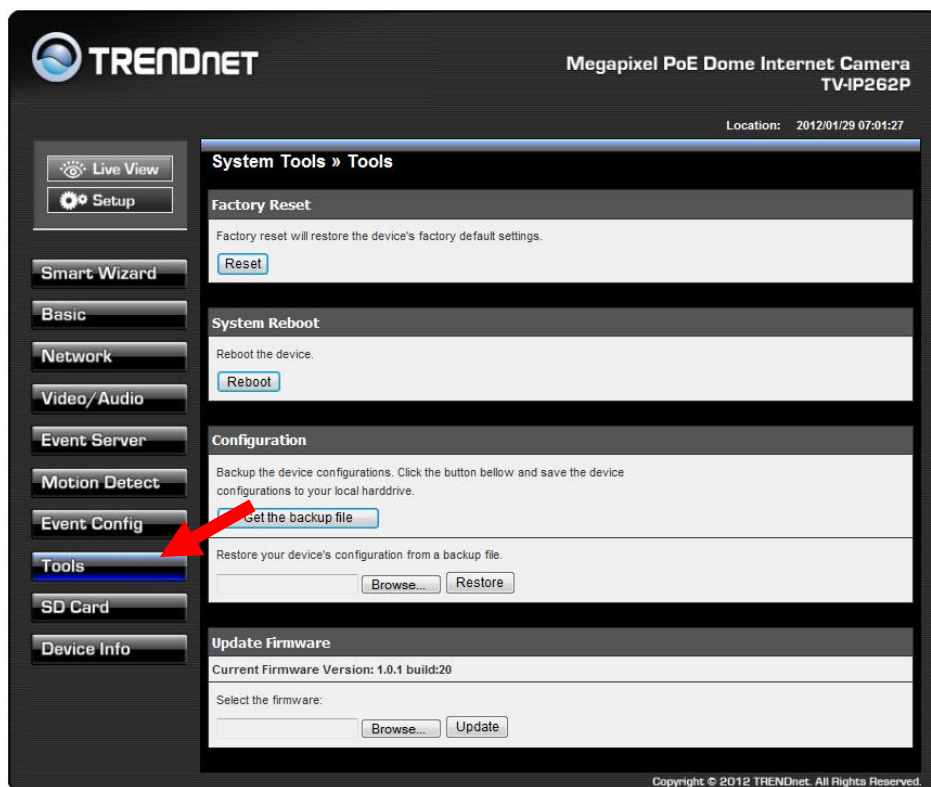 TRENDNET
Megapixel PoE Dome Internet Camera
TV-IP262P
Location: 2012/01/29 07:01:27
Live View
Setup
Smart Wizard
Basic
Network
Video/Audio
Event Server
Motion Detect
Event Config
Tools
SD Card
Device Info
System Tools » Tools
Factory Reset
Factory reset will restore the device's factory default settings.
Reset
System Reboot
Reboot the device.
Reboot
Configuration
Backup the device configurations. Click the button bellow and save the device
configurations to your local harddrive.
Get the backup file
Restore your device's configuration from a backup file.
Browse... Restore
Update Firmware
Current Firmware Version: 1.0.1 build:20
Select the firmware:
Browse... Update
Copyright © 2012 TRENDnet. All Rights Reserved.